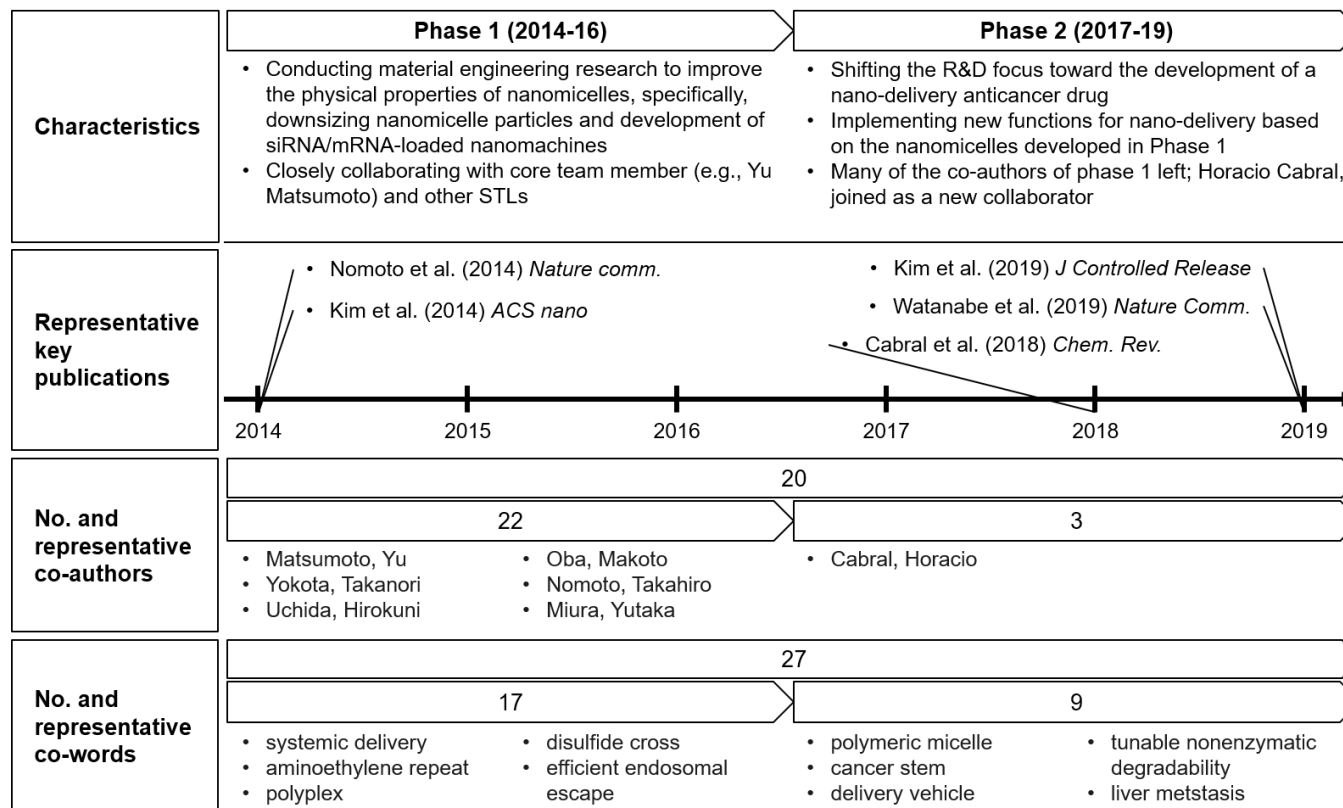 Phase 1 (2014-16)
Phase 2 (2017-19)
Characteristics
• Conducting material engineering research to improve
the physical properties of nanomicelles, specifically,
downsizing nanomicelle particles and development of
siRNA/mRNA-loaded nanomachines
• Closely collaborating with core team member (e.g., Yu
Matsumoto) and other STLs
• Shifting the R&D focus toward the development of a
nano-delivery anticancer drug
• Implementing new functions for nano-delivery based
on the nanomicelles developed in Phase 1
• Many of the co-authors of phase 1 left; Horacio Cabral,
joined as a new collaborator
Representative
key
publications
• Nomoto et al. (2014) Nature comm.
• Kim et al. (2014) ACS nano
• Kim et al. (2019) J Controlled Release
• Watanabe et al. (2019) Nature Comm.
• Cabral et al. (2018) Chem. Rev.
2014
2015
2016
2017
2018
2019
No. and
representative
co-authors
20
22
3
• Matsumoto, Yu
• Yokota, Takanori
• Uchida, Hirokuni
• Oba, Makoto
• Nomoto, Takahiro
• Miura, Yutaka
• Cabral, Horacio
No. and
representative
co-words
27
17
9
• systemic delivery
• aminoethylene repeat
• polyplex
• disulfide cross
• efficient endosomal
escape
• polymeric micelle
• cancer stem
• delivery vehicle
• tunable nonenzymatic
degradability
• liver metstasis